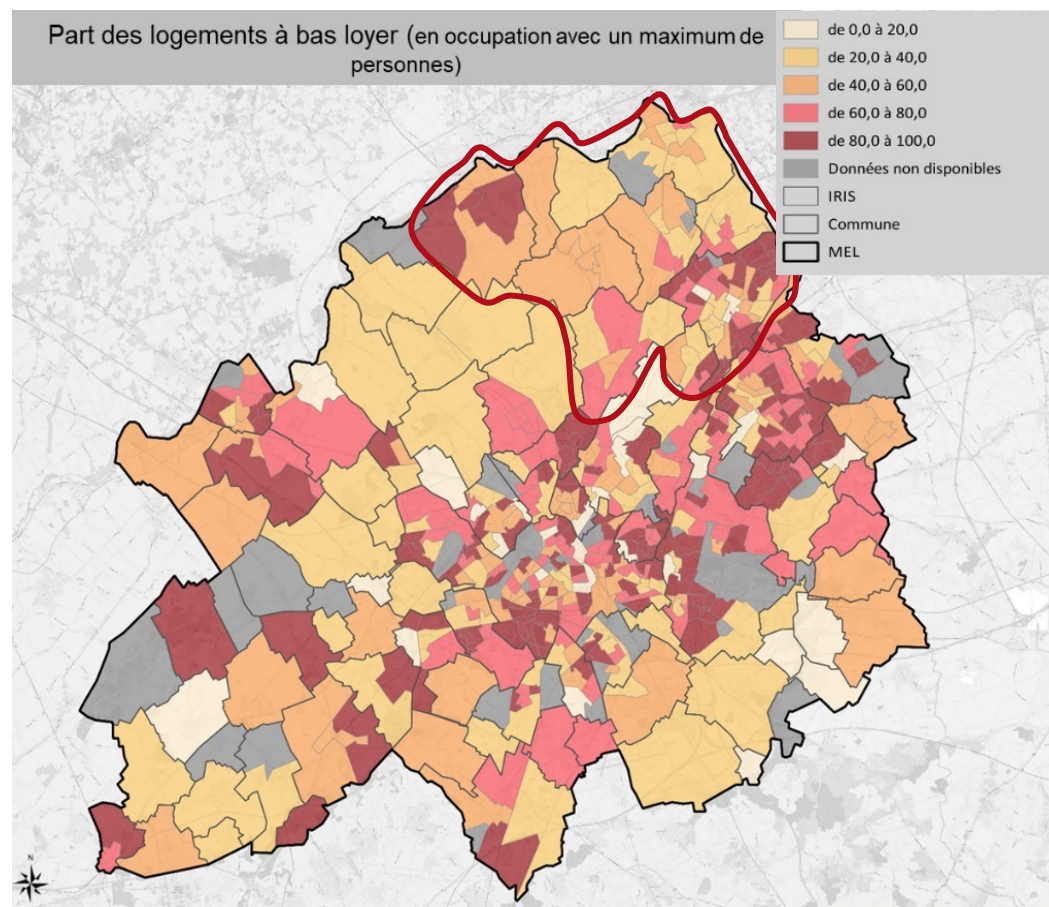 Part des logements à bas loyer (en occupation avec un maximum de
personnes)
de 0,0 à 20,0
de 20,0 à 40,0
de 40,0 à 60,0
de 60,0 à 80,0
de 80,0 à 100,0
Données non disponibles
IRIS
Commune
MEL
N